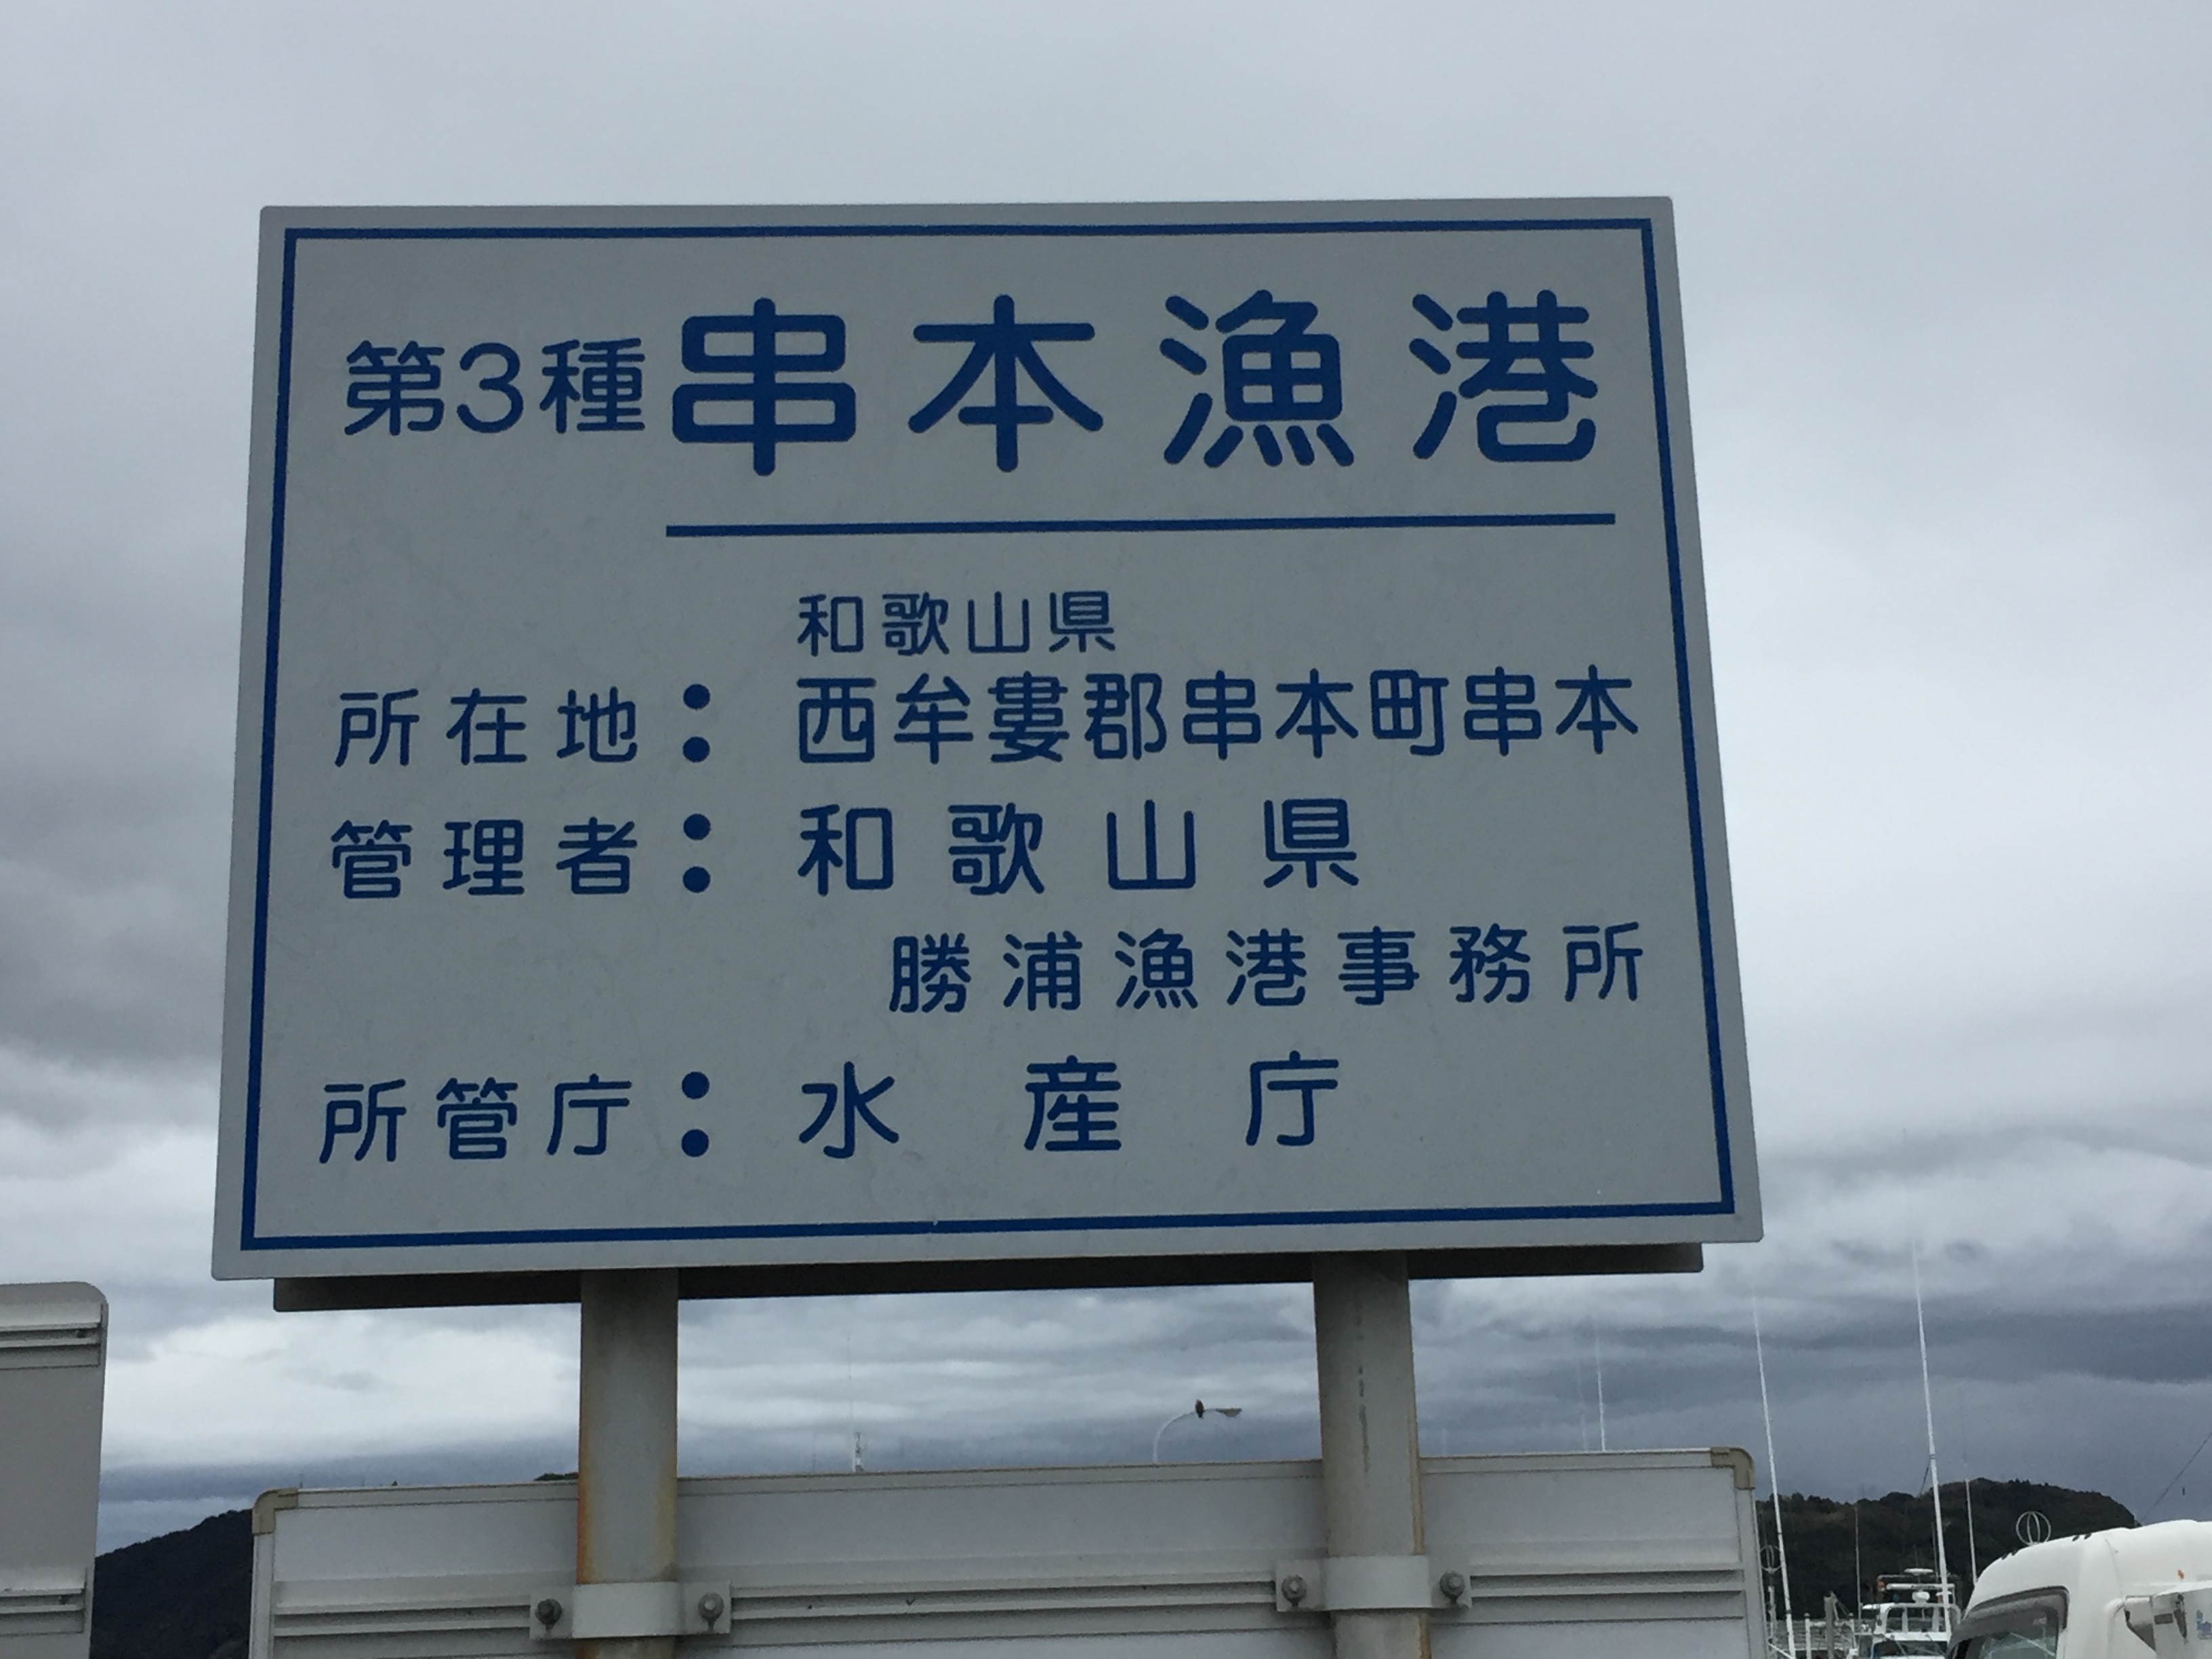 第3種 串本漁港
和歌山県
所在地：西牟婁郡串本町串本
管理者：和歌山県
勝浦漁港事務所
所管庁：水産庁